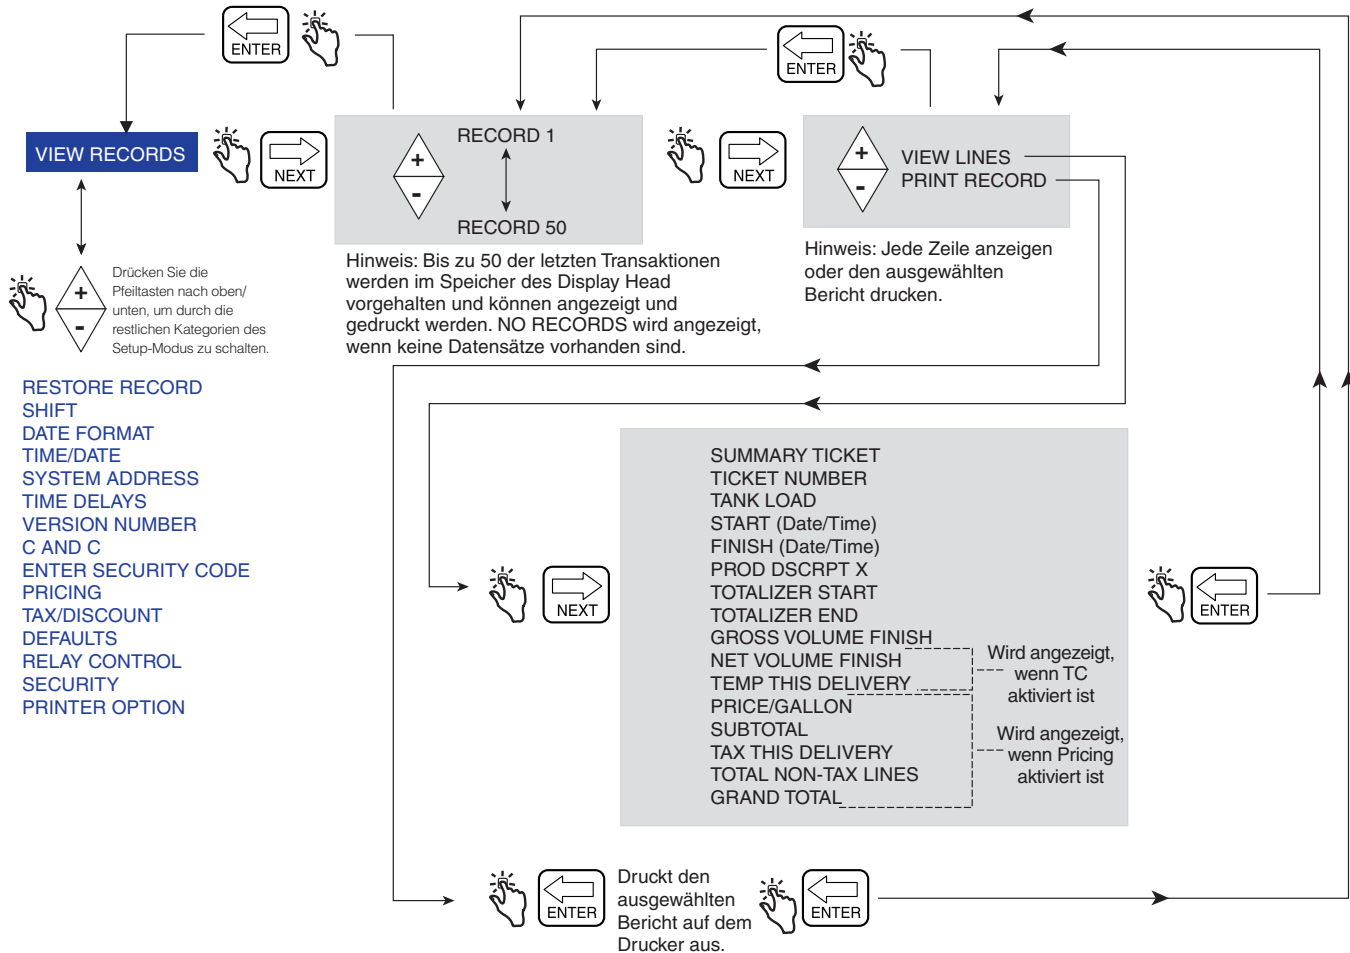 ENTER
ENTER
VIEW RECORDS
NEXT
+
-
RECORD 1
RECORD 50
NEXT
+
-
VIEW LINES
PRINT RECORD
Hinweis: Bis zu 50 der letzten Transaktionen
werden im Speicher des Display Head
vorgehalten und können angezeigt und
gedruckt werden. NO RECORDS wird angezeigt,
wenn keine Datensätze vorhanden sind.
Hinweis: Jede Zeile anzeigen
oder den ausgewählten
Bericht drucken.
+
-
Drücken Sie die
Pfeiltasten nach oben/
unten, um durch die
restlichen Kategorien des
Setup-Modus zu schalten.
RESTORE RECORD
SHIFT
DATE FORMAT
TIME/DATE
SYSTEM ADDRESS
TIME DELAYS
VERSION NUMBER
C AND C
ENTER SECURITY CODE
PRICING
TAX/DISCOUNT
DEFAULTS
RELAY CONTROL
SECURITY
PRINTER OPTION
NEXT
SUMMARY TICKET
TICKET NUMBER
TANK LOAD
START (Date/Time)
FINISH (Date/Time)
PROD DSCRPT X
TOTALIZER START
TOTALIZER END
GROSS VOLUME FINISH
NET VOLUME FINISH
TEMP THIS DELIVERY
PRICE/GALLON
SUBTOTAL
TAX THIS DELIVERY
TOTAL NON-TAX LINES
GRAND TOTAL
Wird angezeigt,
wenn TC
aktiviert ist
Wird angezeigt,
wenn Pricing
aktiviert ist
ENTER
ENTER
Druckt den
ausgewählten
Bericht auf dem
Drucker aus.
ENTER